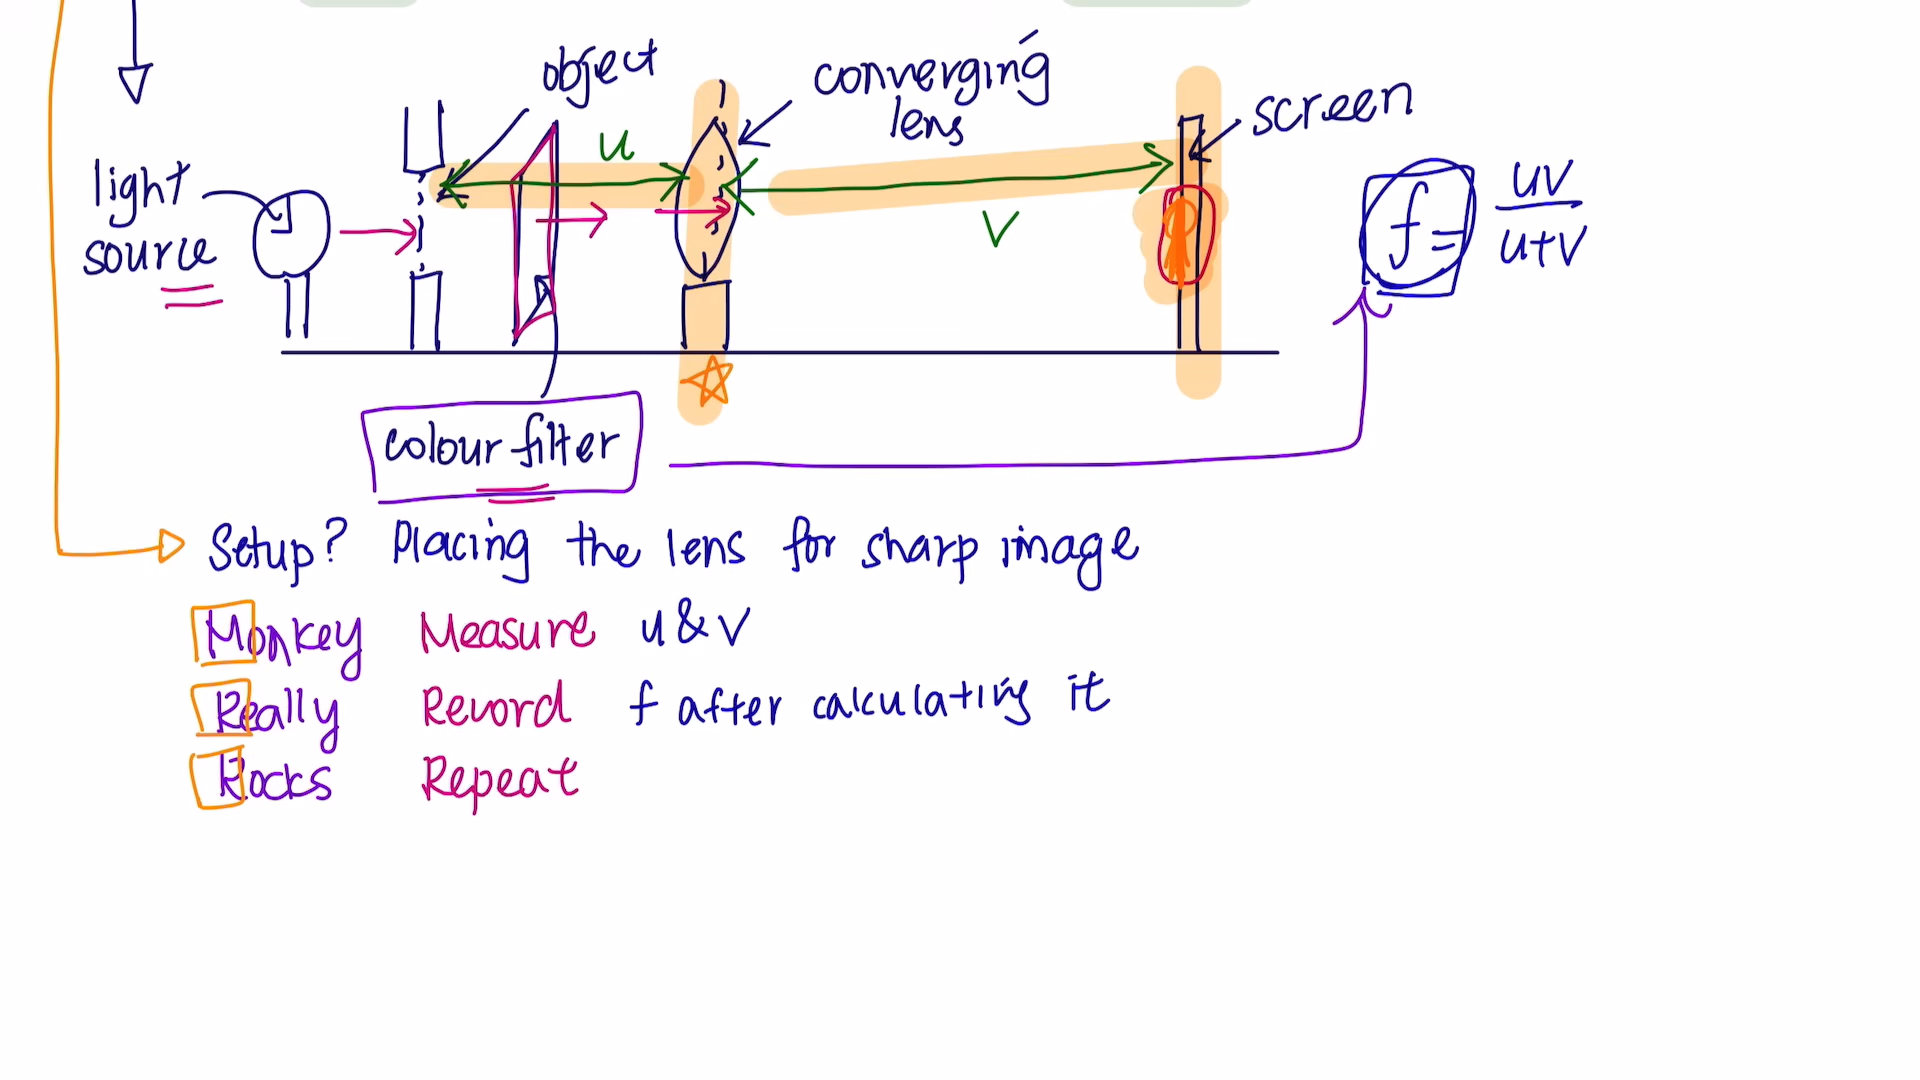 object
converging
lens
screen
u
light
source
v
f = uv
u+v
colour filter
Setup? Placing the lens for sharp image
Monkey Measure u & v
Really Record f after calculating it
Rocks Repeat